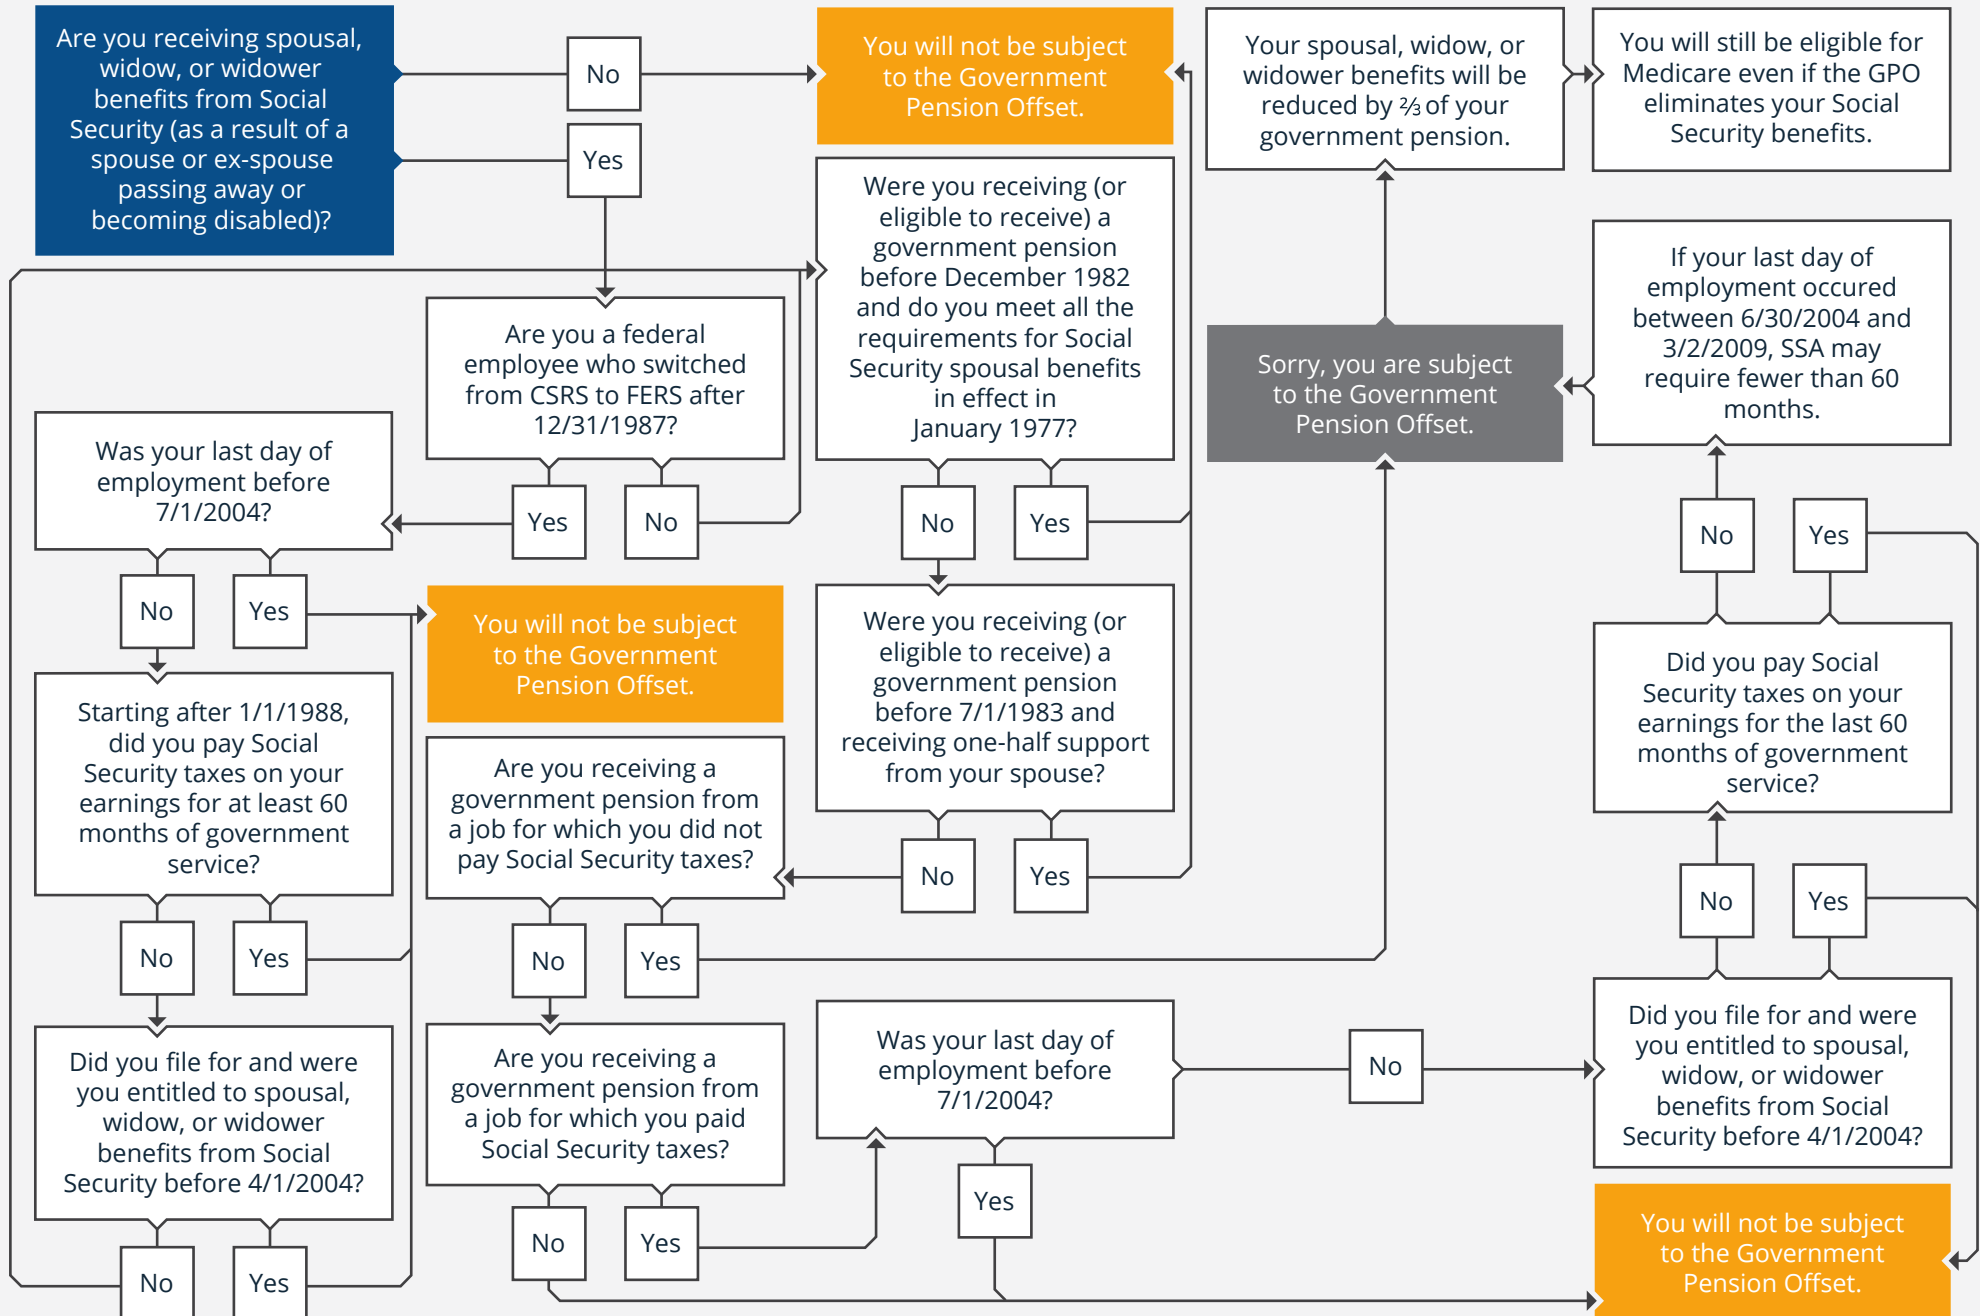 Are you receiving spousal,
widow, or widower
benefits from Social
Security (as a result of a
spouse or ex-spouse
passing away or
becoming disabled)?
No
Yes
You will not be subject
to the Government
Pension Offset.
Your spousal, widow, or
widower benefits will be
reduced by ⅔ of your
government pension.
You will still be eligible for
Medicare even if the GPO
eliminates your Social
Security benefits.
Are you a federal
employee who switched
from CSRS to FERS after
12/31/1987?
Yes
No
Were you receiving (or
eligible to receive) a
government pension
before December 1982
and do you meet all the
requirements for Social
Security spousal benefits
in effect in
January 1977?
No
Yes
Sorry, you are subject
to the Government
Pension Offset.
If your last day of
employment occured
between 6/30/2004 and
3/2/2009, SSA may
require fewer than 60
months.
No
Yes
Was your last day of
employment before
7/1/2004?
No
Yes
You will not be subject
to the Government
Pension Offset.
Were you receiving (or
eligible to receive) a
government pension
before 7/1/1983 and
receiving one-half support
from your spouse?
No
Yes
Did you pay Social
Security taxes on your
earnings for the last 60
months of government
service?
No
Yes
Starting after 1/1/1988,
did you pay Social
Security taxes on your
earnings for at least 60
months of government
service?
No
Yes
Are you receiving a
government pension from
a job for which you did not
pay Social Security taxes?
No
Yes
Did you file for and were
you entitled to spousal,
widow, or widower
benefits from Social
Security before 4/1/2004?
No
Yes
Are you receiving a
government pension from
a job for which you paid
Social Security taxes?
No
Yes
Was your last day of
employment before
7/1/2004?
Yes
No
Did you file for and were
you entitled to spousal,
widow, or widower
benefits from Social
Security before 4/1/2004?
You will not be subject
to the Government
Pension Offset.